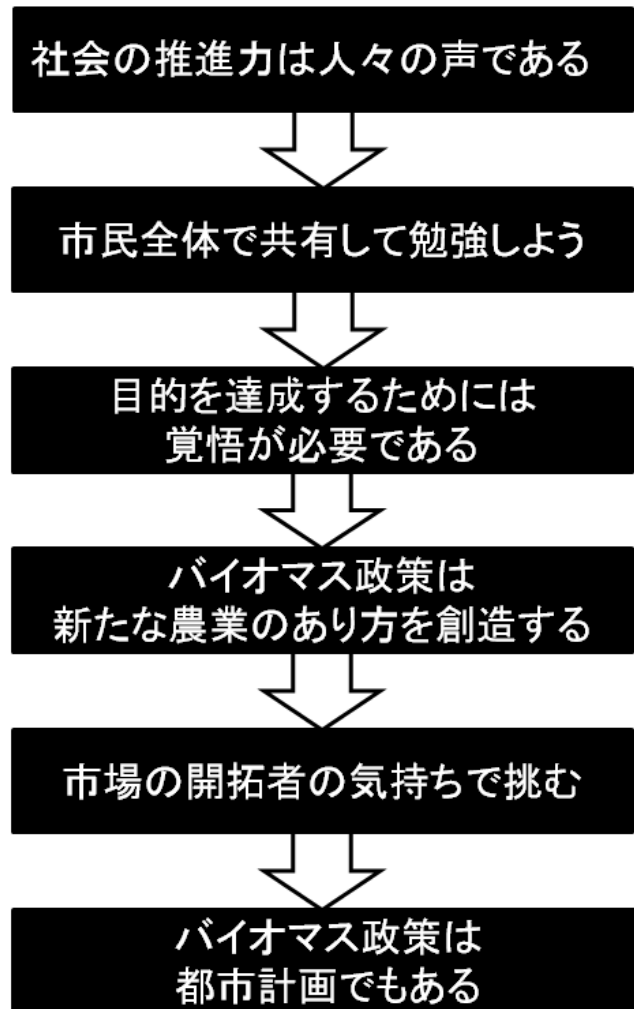 社会の推進力は人々の声である
市民全体で共有して勉強しよう
目的を達成するためには
覚悟が必要である
バイオマス政策は
新たな農業のあり方を創造する
市場の開拓者の気持ちで挑む
バイオマス政策は
都市計画でもある